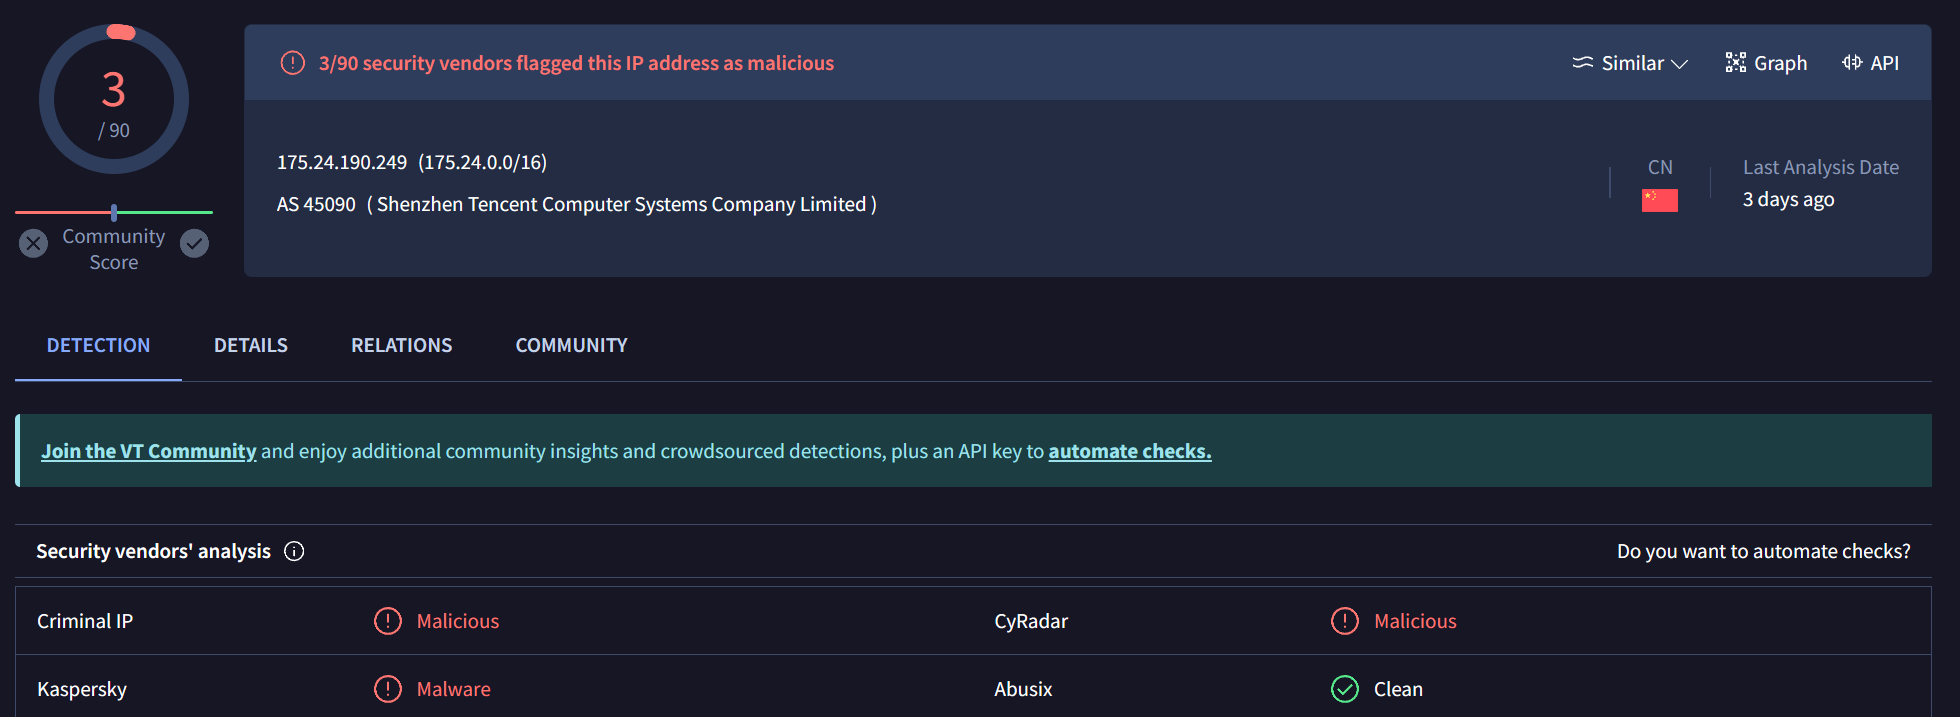 3
/ 90
Community
Score
3/90 security vendors flagged this IP address as malicious
Similar
Graph
API
175.24.190.249 (175.24.0.0/16)
AS 45090 ( Shenzhen Tencent Computer Systems Company Limited )
CN
Last Analysis Date
3 days ago
DETECTION
DETAILS
RELATIONS
COMMUNITY
Join the VT Community and enjoy additional community insights and crowdsourced detections, plus an API key to automate checks.
Security vendors' analysis
Do you want to automate checks?
Criminal IP
Malicious
CyRadar
Malicious
Kaspersky
Malware
Abusix
Clean